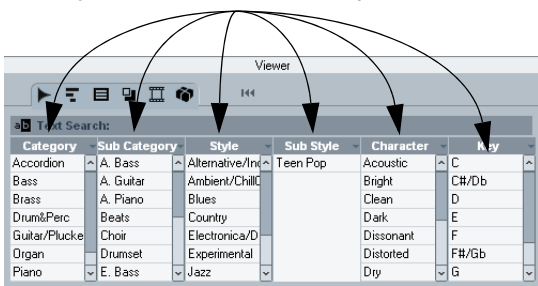 Viewer
Text Search:
Category Sub Category Style Sub Style Character Key
Accordion A. Bass Alternative/Inc Teen Pop Acoustic C
Bass A. Guitar Ambient/ChillC Bright C#/Db
Brass A. Piano Blues Clean D
Drum&Perc Beats Country Dark E
Guitar/Plucke Choir Electronica/D Dissonant F
Organ Drumset Experimental Distorted F#/Gb
Piano E. Bass Jazz Dry G